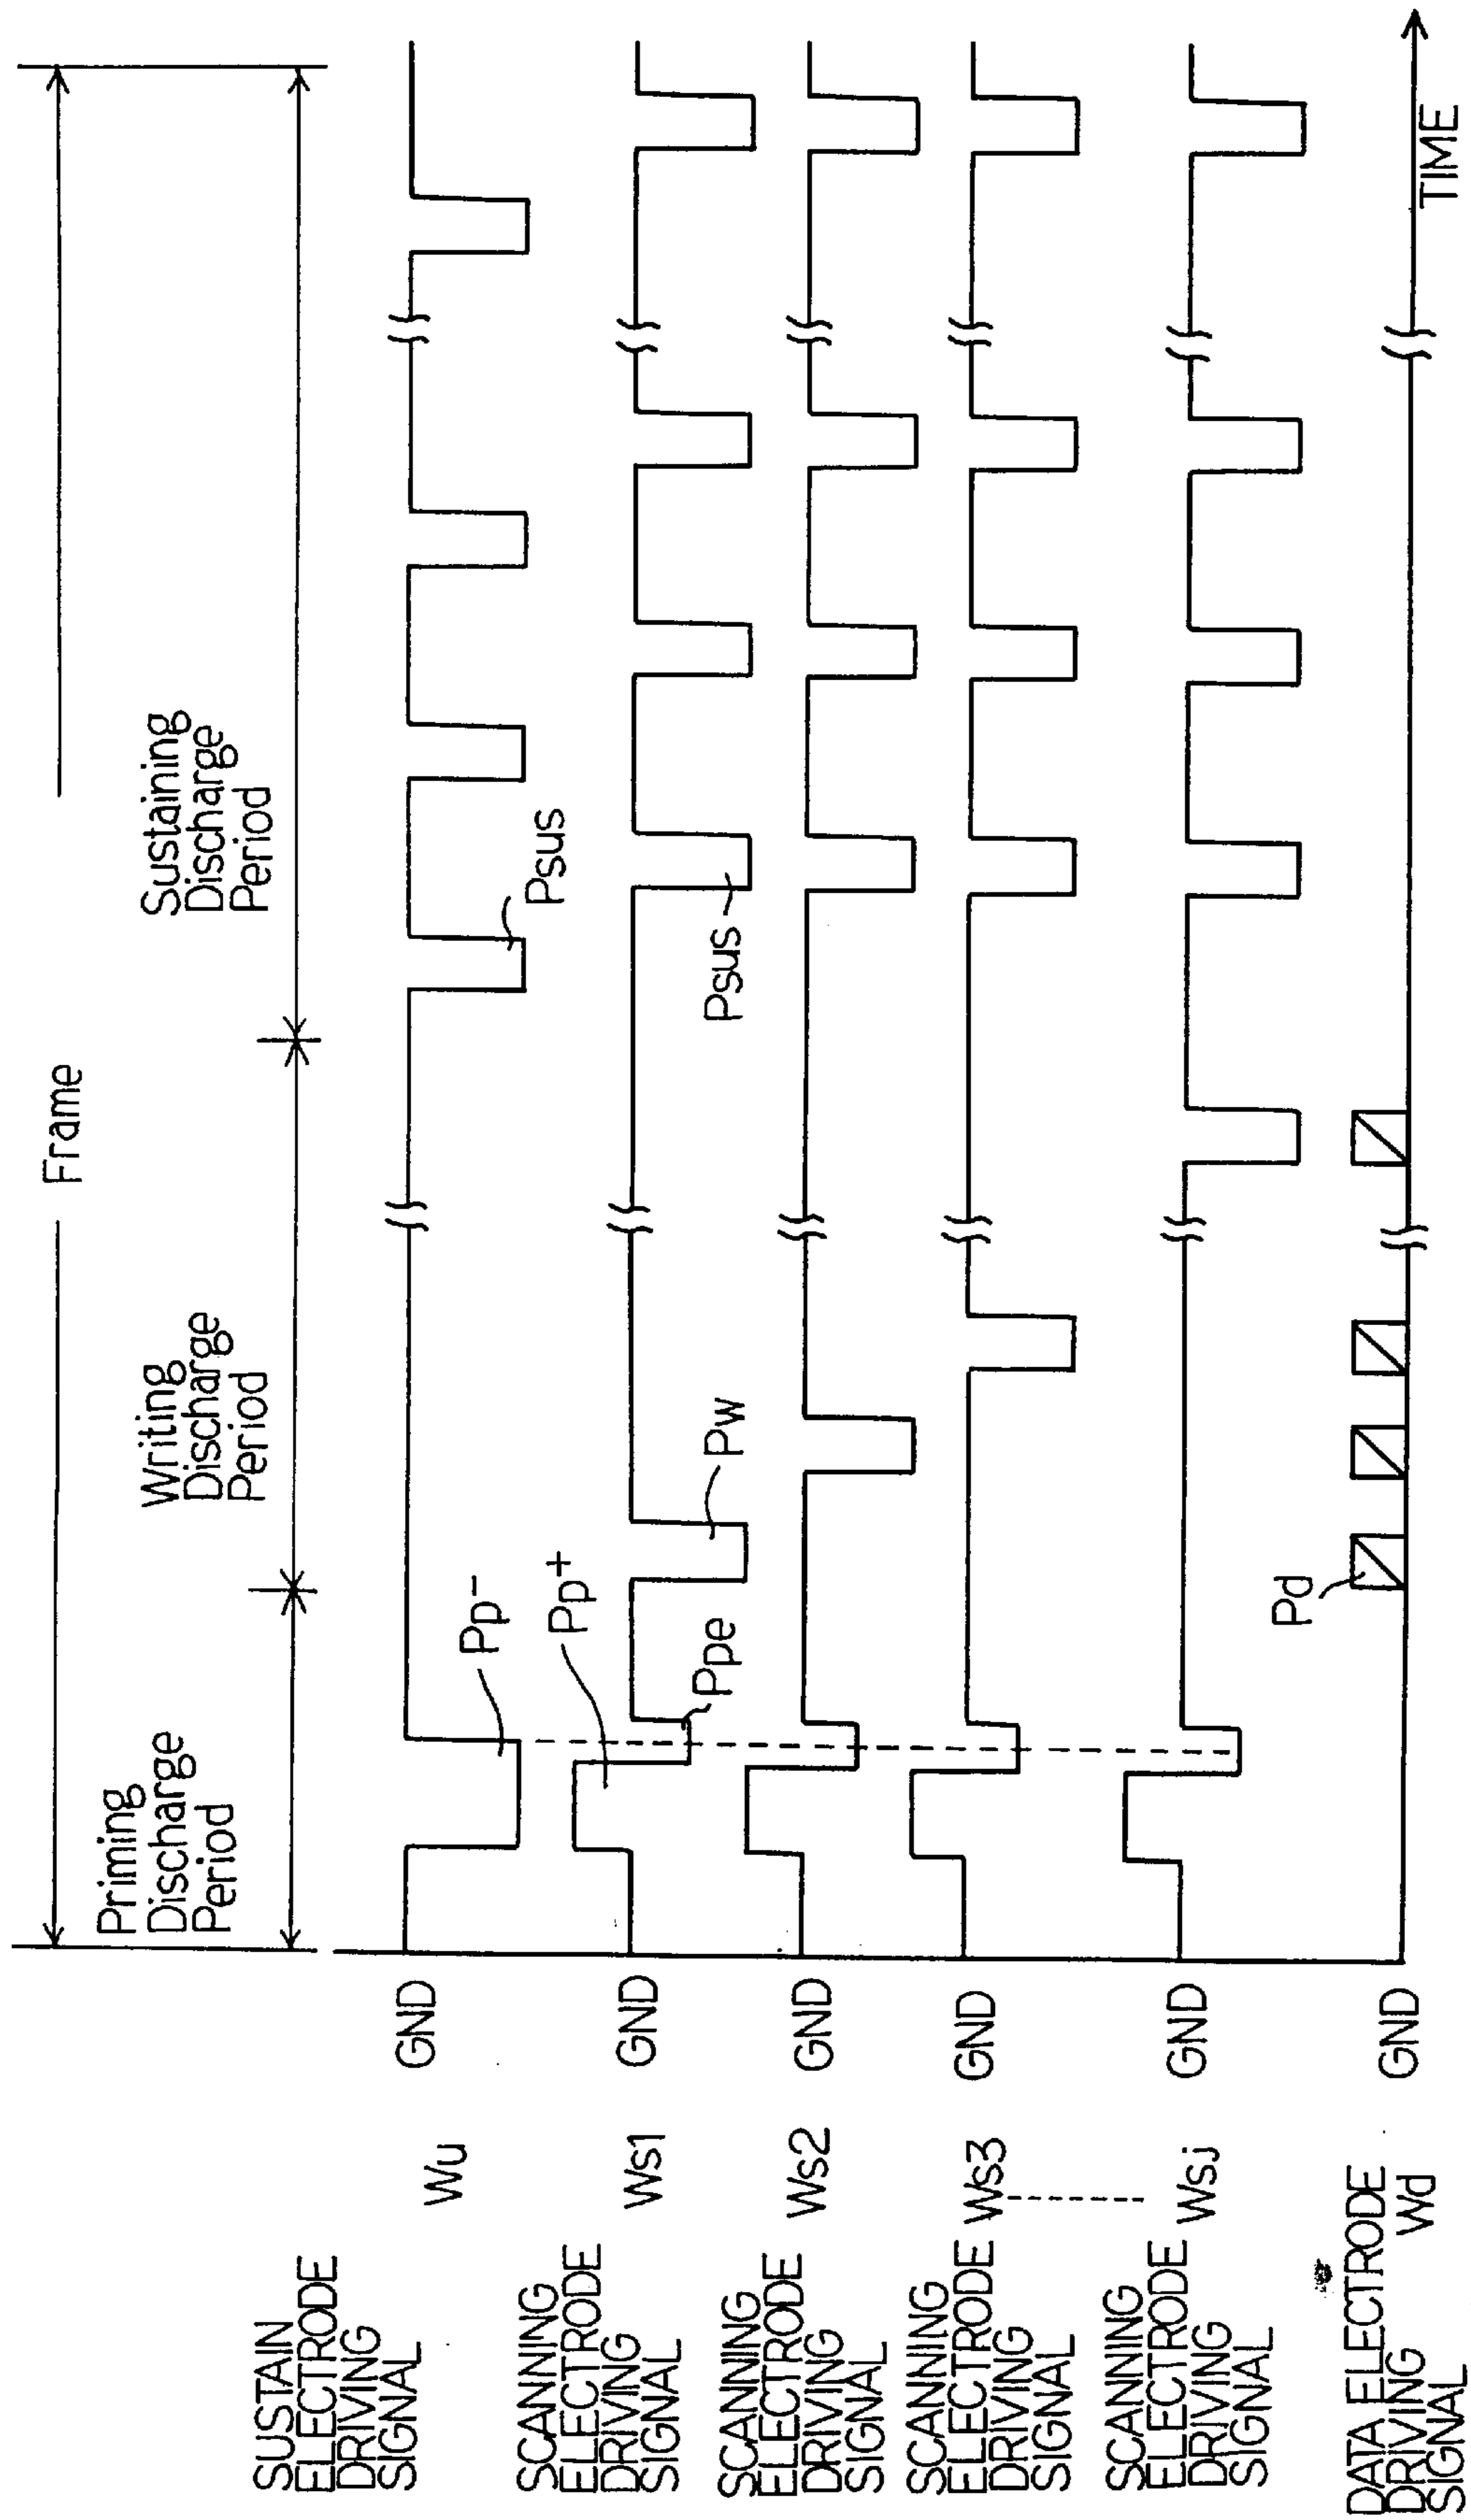 Frame
Priming
Discharge
Period
Writing
Discharge
Period
Sustaining
Discharge
Period
SUSTAIN
ELECTRODE
DRIVING
SIGNAL
Wu
GND
Pp-
Psus
SCANNING
ELECTRODE
DRIVING
SIGNAL
Ws1
GND
Pp+
Ppe
Pw
Psus
SCANNING
ELECTRODE
DRIVING
SIGNAL
Ws2
GND
SCANNING
ELECTRODE
DRIVING
SIGNAL
Ws3
GND
SCANNING
ELECTRODE
DRIVING
SIGNAL
Wsj
GND
DATA ELECTRODE
DRIVING
SIGNAL
Wd
GND
Pd
TIME